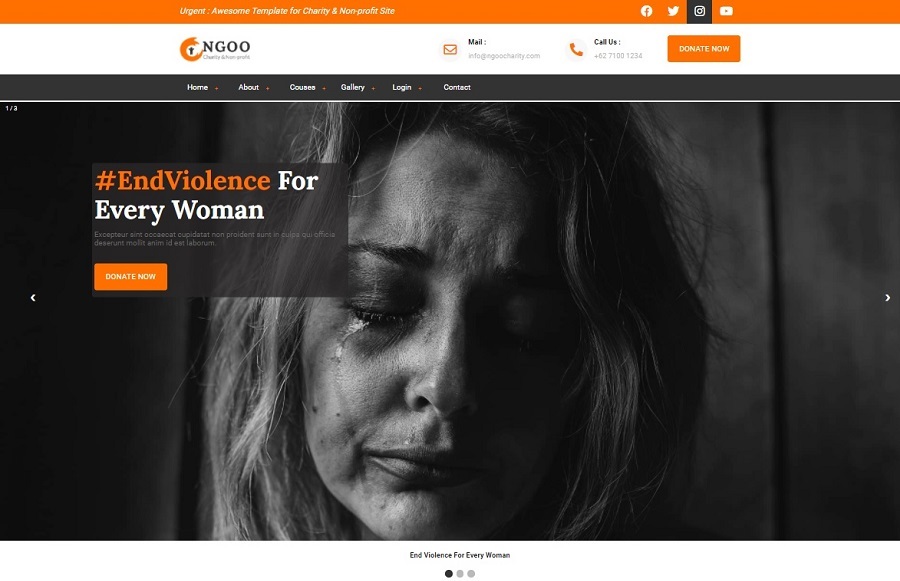 Urgent : Awesome Template for Charity & Non-profit Site
NGOO
Charity & Non-profit
Mail :
info@ngoocharity.com
Call Us :
+62 7100 1234
DONATE NOW
Home +
About +
Couses +
Gallery +
Login +
Contact
1 / 3
#EndViolence For
Every Woman
Excepteur sint occaecat cupidatat non proident sunt in culpa qui officia
deserunt mollit anim id est laborum.
DONATE NOW
End Violence For Every Woman